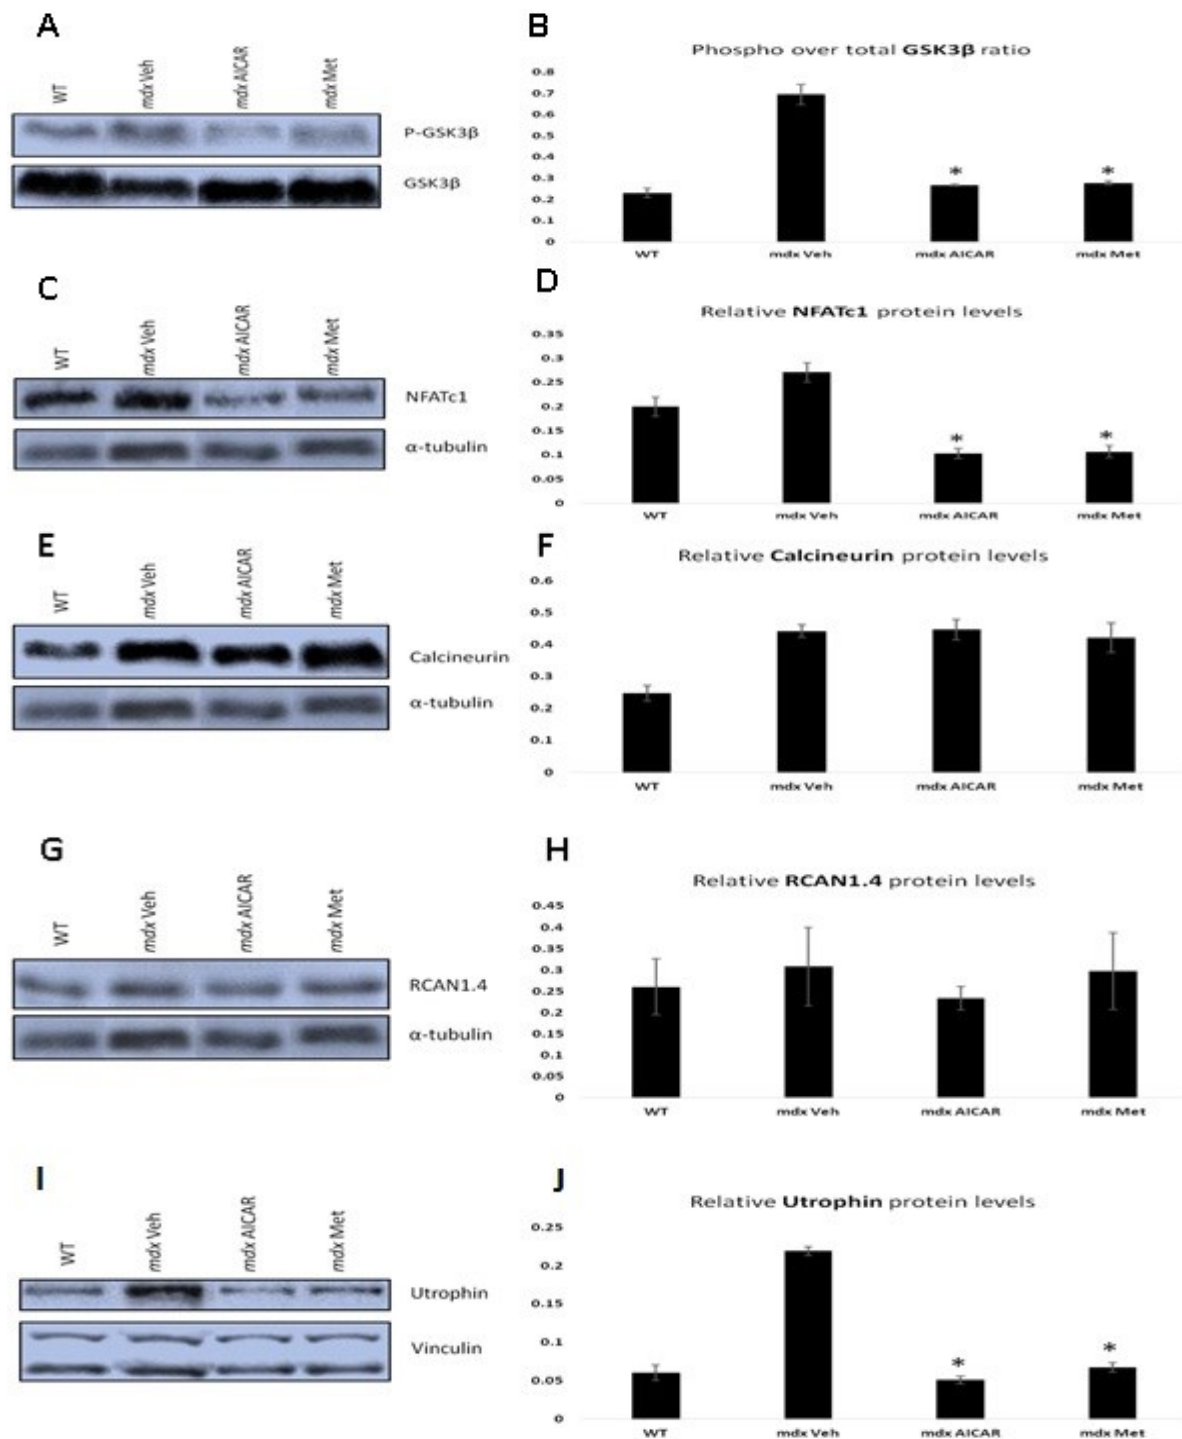 A
B
WT
mdx Veh
mdx AICAR
mdx Met
P-GSK3β
GSK3β
Phospho over total GSK3β ratio
0.8
0.7
0.6
0.5
0.4
0.3
0.2
0.1
0
*
*
WT
mdx Veh
mdx AICAR
mdx Met
C
D
WT
mdx Veh
mdx AICAR
mdx Met
NFATc1
α-tubulin
Relative NFATc1 protein levels
0.35
0.3
0.25
0.2
0.15
0.1
0.05
0
*
*
WT
mdx Veh
mdx AICAR
mdx Met
E
F
WT
mdx Veh
mdx AICAR
mdx Met
Calcineurin
α-tubulin
Relative Calcineurin protein levels
0.6
0.5
0.4
0.3
0.2
0.1
0
WT
mdx Veh
mdx AICAR
mdx Met
G
H
WT
mdx Veh
mdx AICAR
mdx Met
RCAN1.4
α-tubulin
Relative RCAN1.4 protein levels
0.45
0.4
0.35
0.3
0.25
0.2
0.15
0.1
0.05
0
WT
mdx Veh
mdx AICAR
mdx Met
I
J
WT
mdx Veh
mdx AICAR
mdx Met
Utrophin
Vinculin
Relative Utrophin protein levels
0.25
0.2
0.15
0.1
0.05
0
*
*
WT
mdx Veh
mdx AICAR
mdx Met